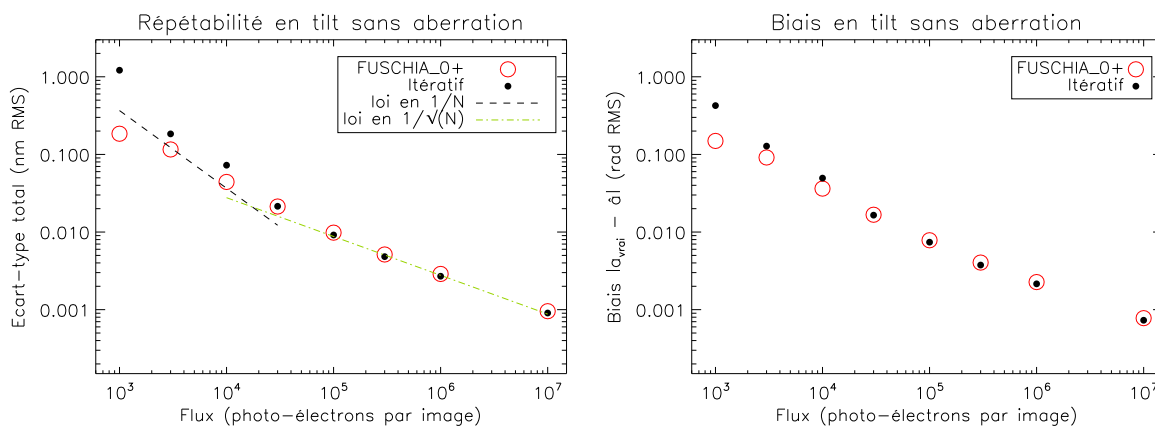 Répétabilité en tilt sans aberration
FUSCHIA_0+
Itératif
loi en 1/N
loi en 1/√(N)
Ecart-type total (nm RMS)
1.000
0.100
0.010
0.001
10³
10⁴
10⁵
10⁶
10⁷
Flux (photo-électrons par image)
Biais en tilt sans aberration
FUSCHIA_0+
Itératif
Biais |a_vrai - â| (rad RMS)
1.000
0.100
0.010
0.001
10³
10⁴
10⁵
10⁶
10⁷
Flux (photo-électrons par image)